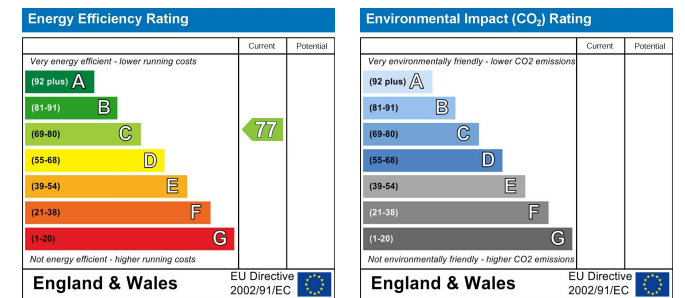 Energy Efficiency Rating
Current Potential
Very energy efficient - lower running costs
(92 plus) A
(81-91) B
(69-80) C
77
(55-68) D
(39-54) E
(21-38) F
(1-20) G
Not energy efficient - higher running costs
England & Wales
EU Directive
2002/91/EC
Environmental Impact (CO2) Rating
Current Potential
Very environmentally friendly - lower CO2 emissions
(92 plus) A
(81-91) B
(69-80) C
(55-68) D
(39-54) E
(21-38) F
(1-20) G
Not environmentally friendly - higher CO2 emissions
England & Wales
EU Directive
2002/91/EC